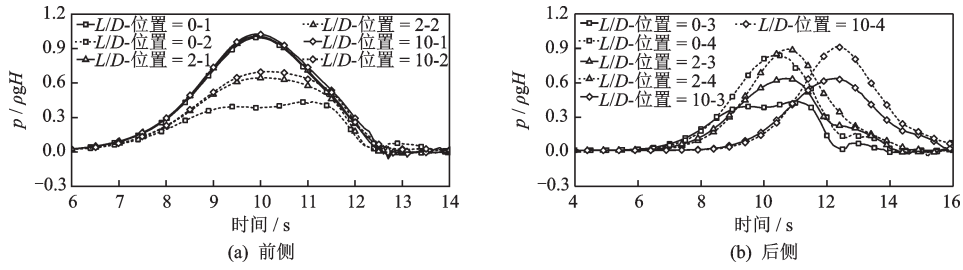 1.2
0.9
0.6
0.3
0.0
−0.3
p / ρgH
L/D-位置 = 0-1
L/D-位置 = 0-2
L/D-位置 = 2-1
L/D-位置 = 2-2
L/D-位置 = 10-1
L/D-位置 = 10-2
6 7 8 9 10 11 12 13 14
时间 / s
(a) 前侧
1.2
0.9
0.6
0.3
0.0
−0.3
p / ρgH
L/D-位置 = 0-3
L/D-位置 = 0-4
L/D-位置 = 2-3
L/D-位置 = 2-4
L/D-位置 = 10-3
L/D-位置 = 10-4
4 6 8 10 12 14 16
时间 / s
(b) 后侧